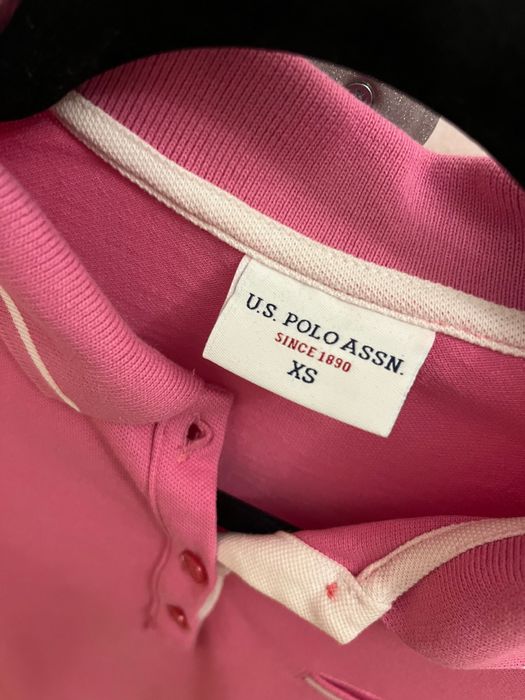 U.S. POLO ASSN.
SINCE 1890
XS